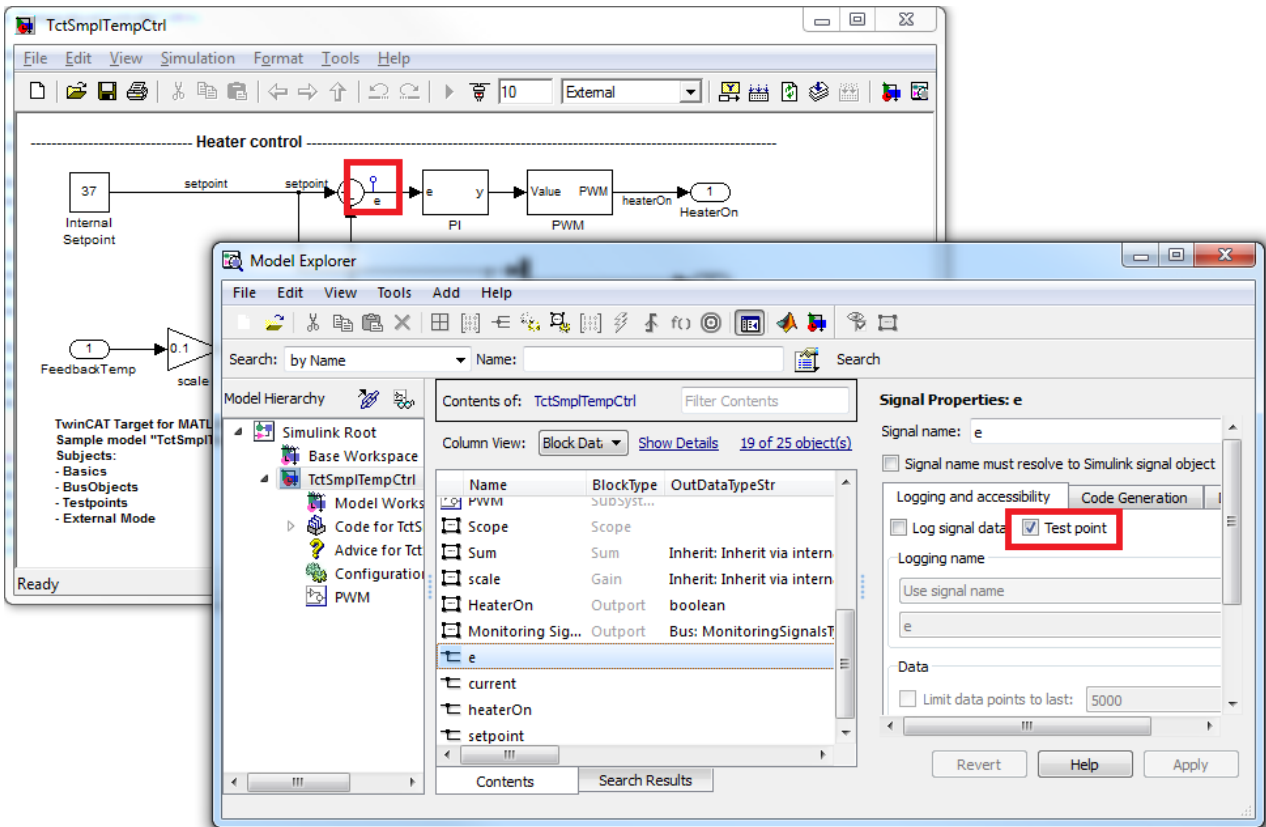 TctSmplTempCtrl
File Edit View Simulation Format Tools Help
10 External
Heater control
37
setpoint
setpoint
e
e
y
Value PWM
heaterOn
1
HeaterOn
Internal
Setpoint
PI
PWM
1
FeedbackTemp
0.1
scale
TwinCAT Target for MATL
Sample model "TctSmplT
Subjects:
- Basics
- BusObjects
- Testpoints
- External Mode
Ready
Model Explorer
File Edit View Tools Add Help
f()
Search: by Name Name: Search
Model Hierarchy
Simulink Root
Base Workspace
TctSmplTempCtrl
Model Works
Code for TctS
Advice for Tct
Configuration
PWM
Contents of: TctSmplTempCtrl Filter Contents
Column View: Block Data Show Details 19 of 25 object(s)
Name BlockType OutDataTypeStr
PWM SubSyst...
Scope Scope
Sum Sum Inherit: Inherit via intern
scale Gain Inherit: Inherit via intern
HeaterOn Outport boolean
Monitoring Sig... Outport Bus: MonitoringSignalsT
e
current
heaterOn
setpoint
Contents Search Results
Signal Properties: e
Signal name: e
Signal name must resolve to Simulink signal object
Logging and accessibility Code Generation
Log signal data Test point
Logging name
Use signal name
e
Data
Limit data points to last: 5000
Revert Help Apply